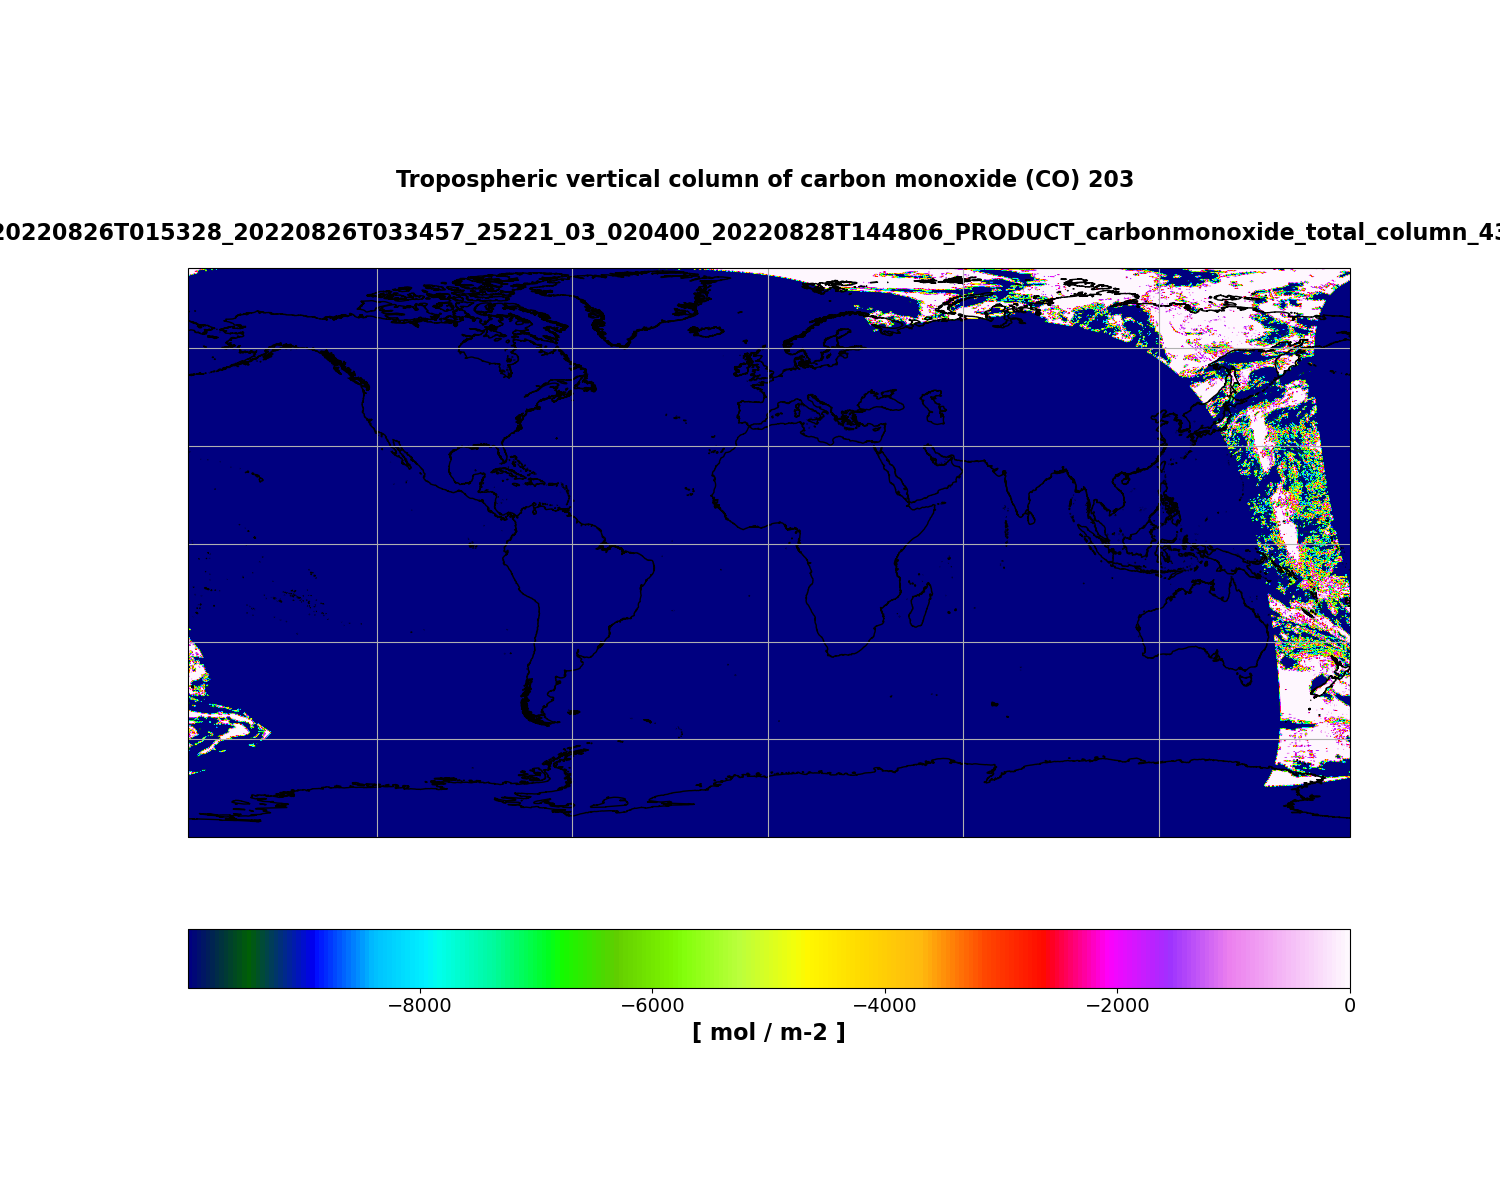 Tropospheric vertical column of carbon monoxide (CO) 203
20220826T015328_20220826T033457_25221_03_020400_20220828T144806_PRODUCT_carbonmonoxide_total_column_43
−8000 −6000 −4000 −2000 0
[ mol / m-2 ]